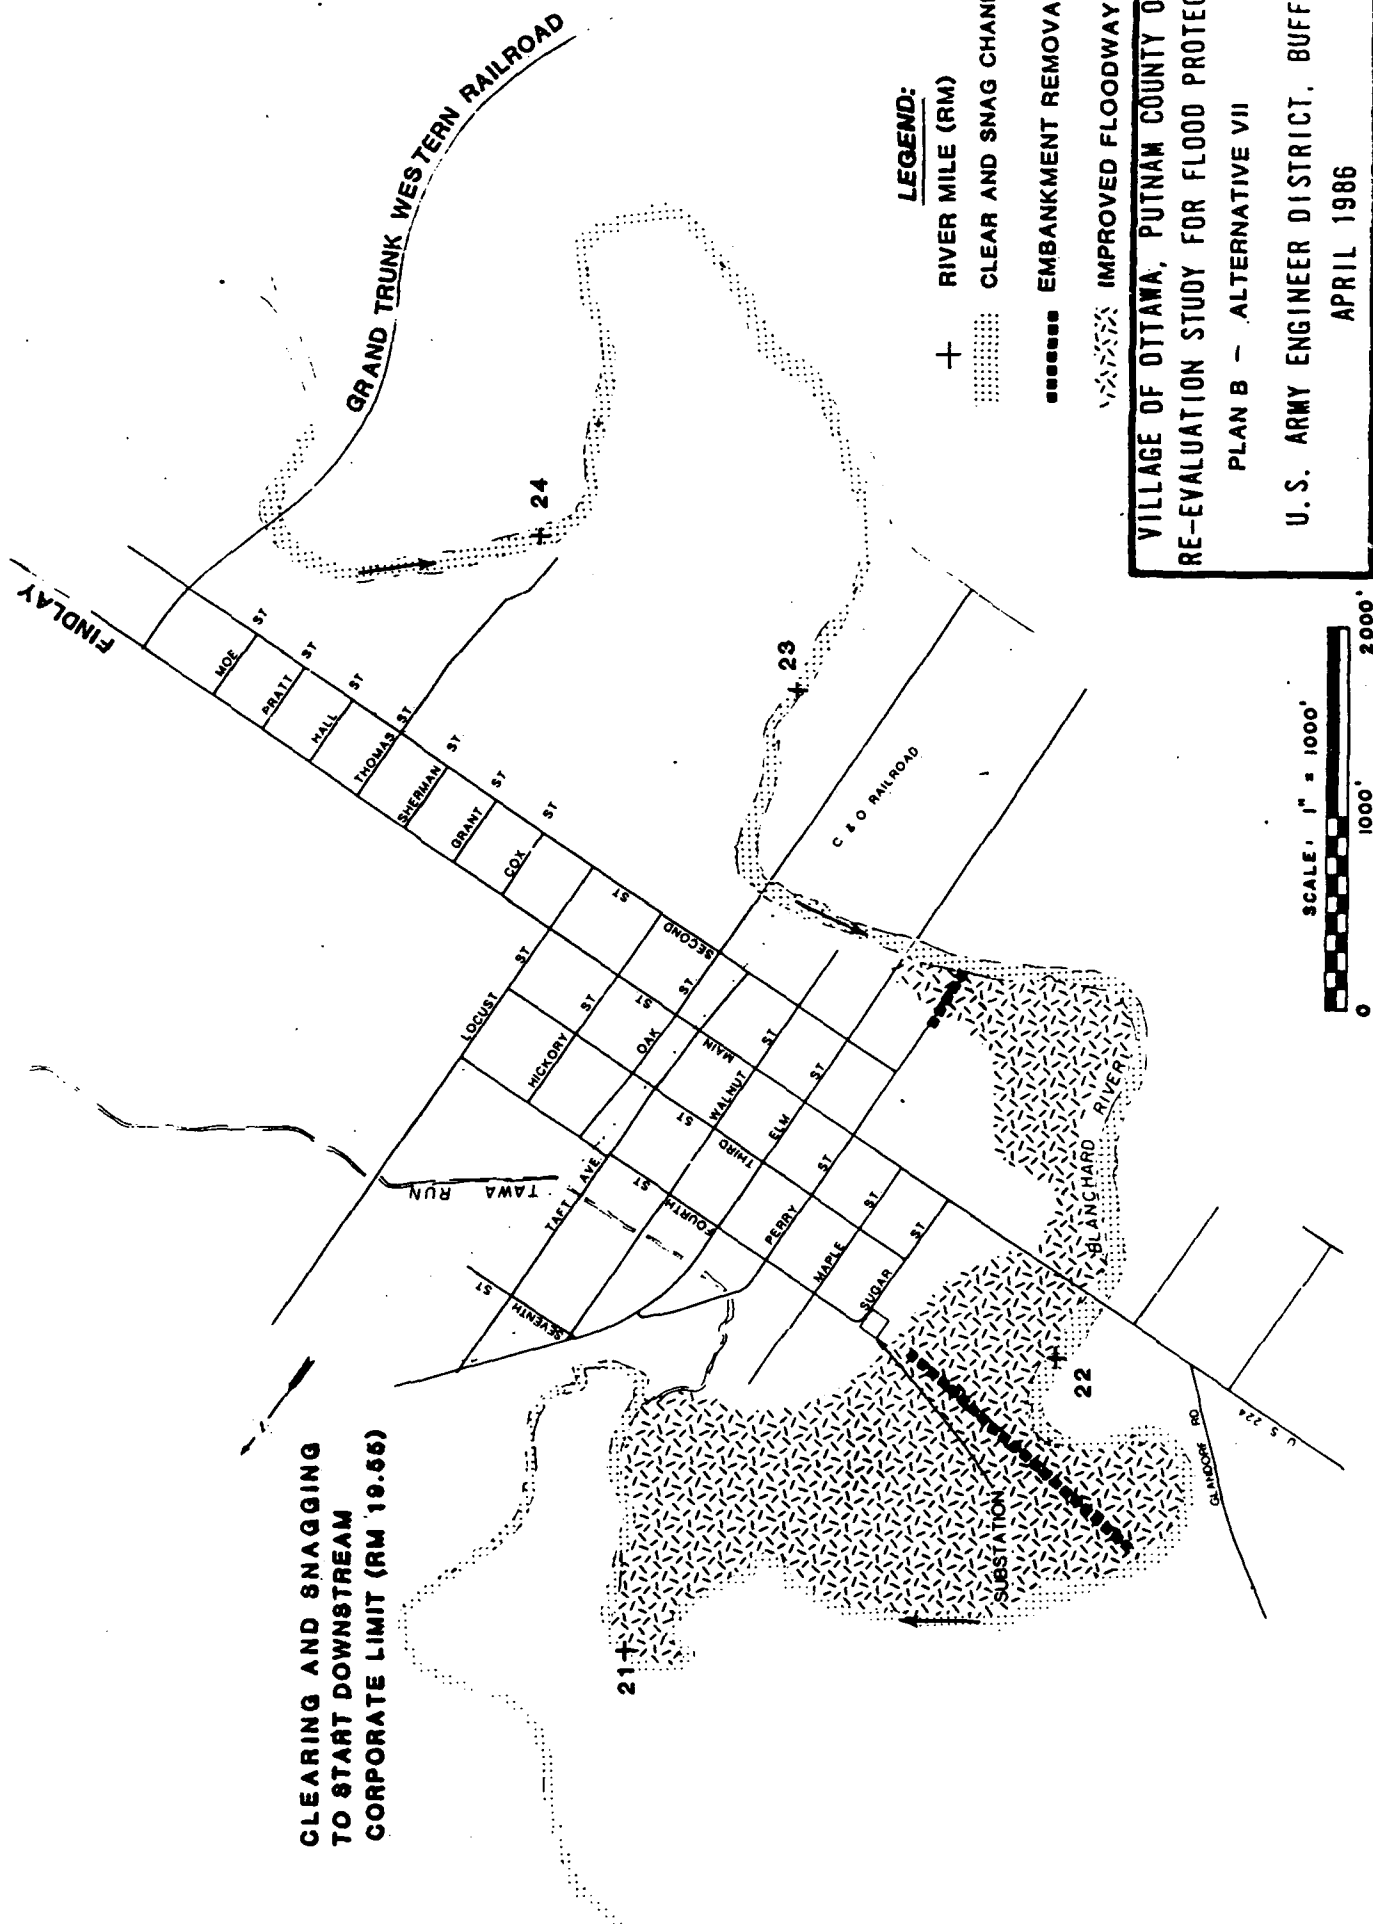 CLEARING AND SNAGGING
TO START DOWNSTREAM
CORPORATE LIMIT (RM 19.55)
GRAND TRUNK WESTERN RAILROAD
FINDLAY
MOE ST
PRATT ST
HALL ST
THOMAS ST
SHERMAN ST
GRANT ST
COX ST
LOCUST ST
HICKORY ST
OAK ST
TAFT AVE
WALNUT ST
ELM ST
PERRY ST
MAPLE ST
SUGAR ST
SECOND ST
MAIN ST
THIRD ST
FOURTH ST
SEVENTH ST
TAWA RUN
C & O RAILROAD
BLANCHARD RIVER
SUBSTATION
GLANDORF RD
U S 224
21
22
23
24
LEGEND:
RIVER MILE (RM)
CLEAR AND SNAG CHAN
EMBANKMENT REMOVA
IMPROVED FLOODWAY
SCALE: 1" = 1000'
0 1000' 2000'
VILLAGE OF OTTAWA, PUTNAM COUNTY O
RE-EVALUATION STUDY FOR FLOOD PROTEC
PLAN B - ALTERNATIVE VII
U.S. ARMY ENGINEER DISTRICT, BUFF
APRIL 1986